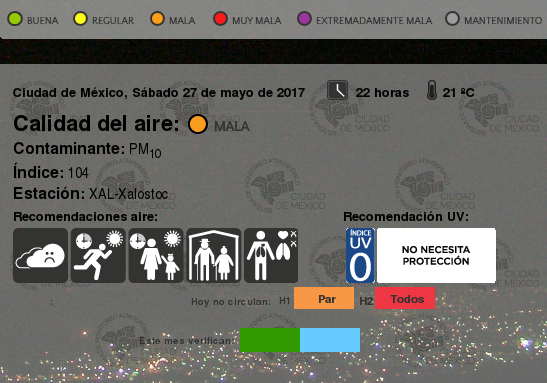 BUENA REGULAR MALA MUY MALA EXTREMADAMENTE MALA MANTENIMIENTO
Ciudad de México, Sábado 27 de mayo de 2017 22 horas 21 ºC
Calidad del aire: MALA
Contaminante: PM10
Índice: 104
Estación: XAL-Xalostoc
Recomendaciones aire: Recomendación UV:
ÍNDICE
UV
0
NO NECESITA
PROTECCIÓN
: Hoy no circulan: H1 Par H2 Todos
Este mes verifican:
CIUDAD
DE MÉXICO